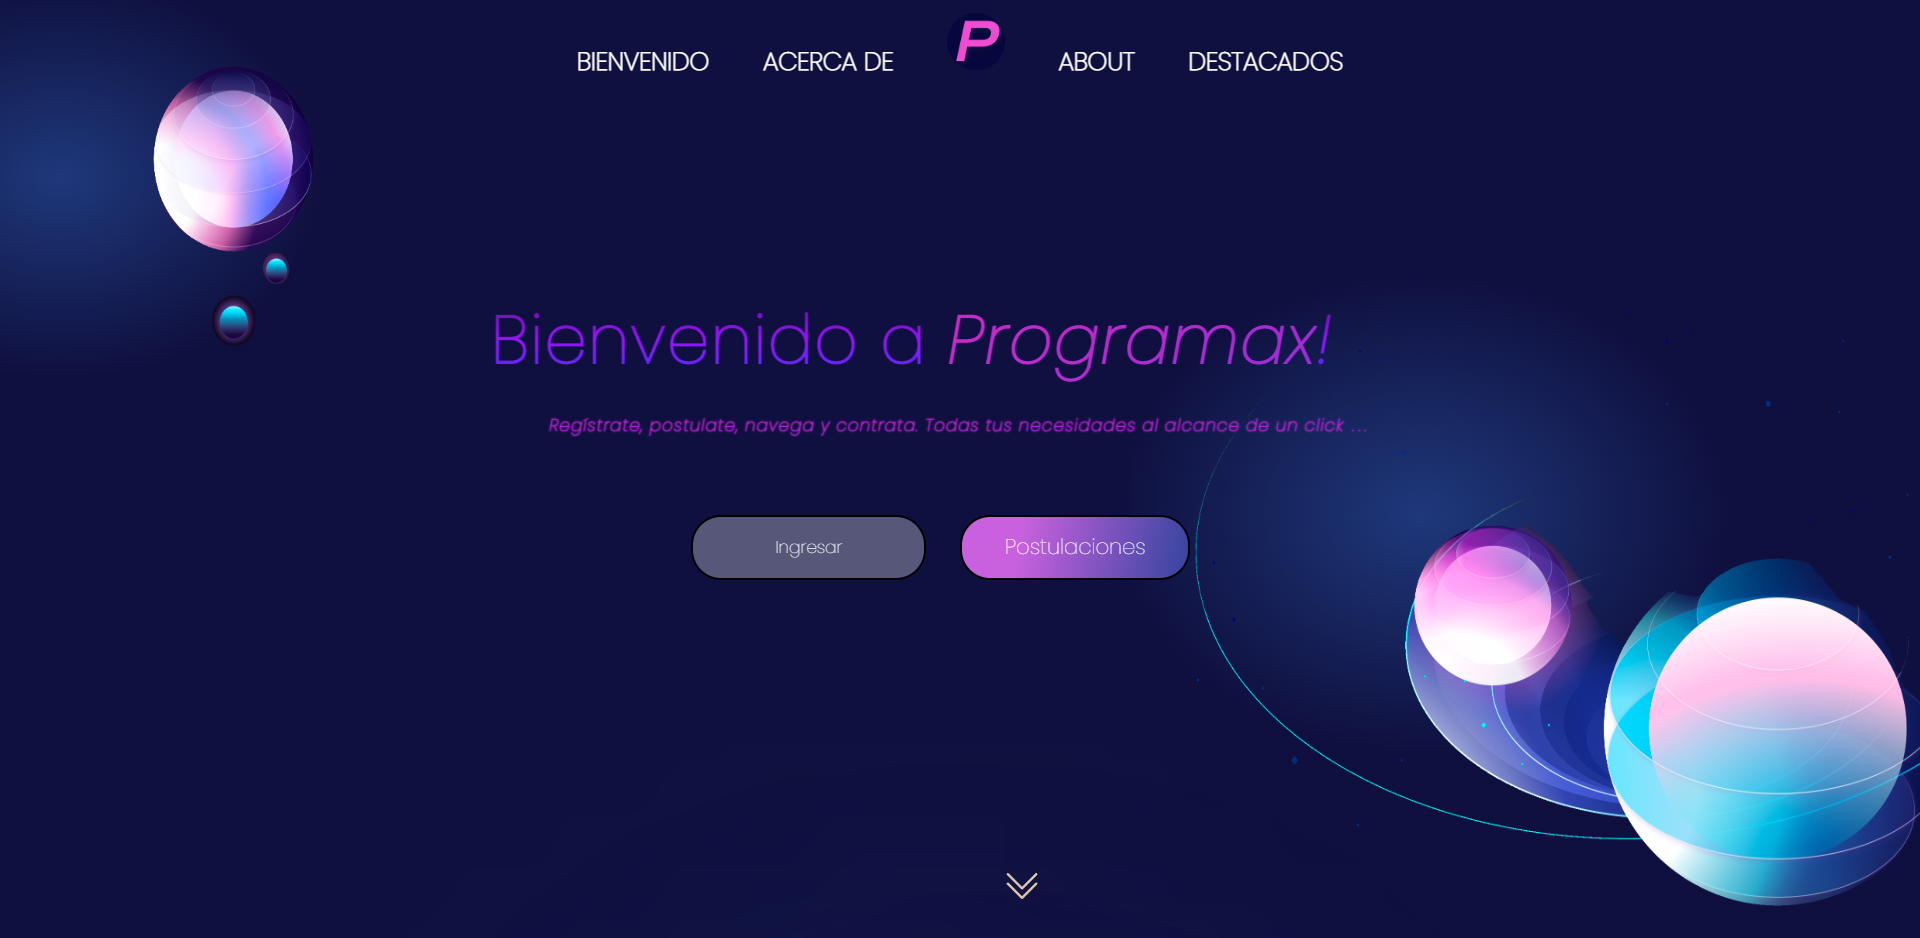 BIENVENIDO ACERCA DE P ABOUT DESTACADOS
Bienvenido a Programax!
Regístrate, postulate, navega y contrata. Todas tus necesidades al alcance de un click ...
Ingresar Postulaciones